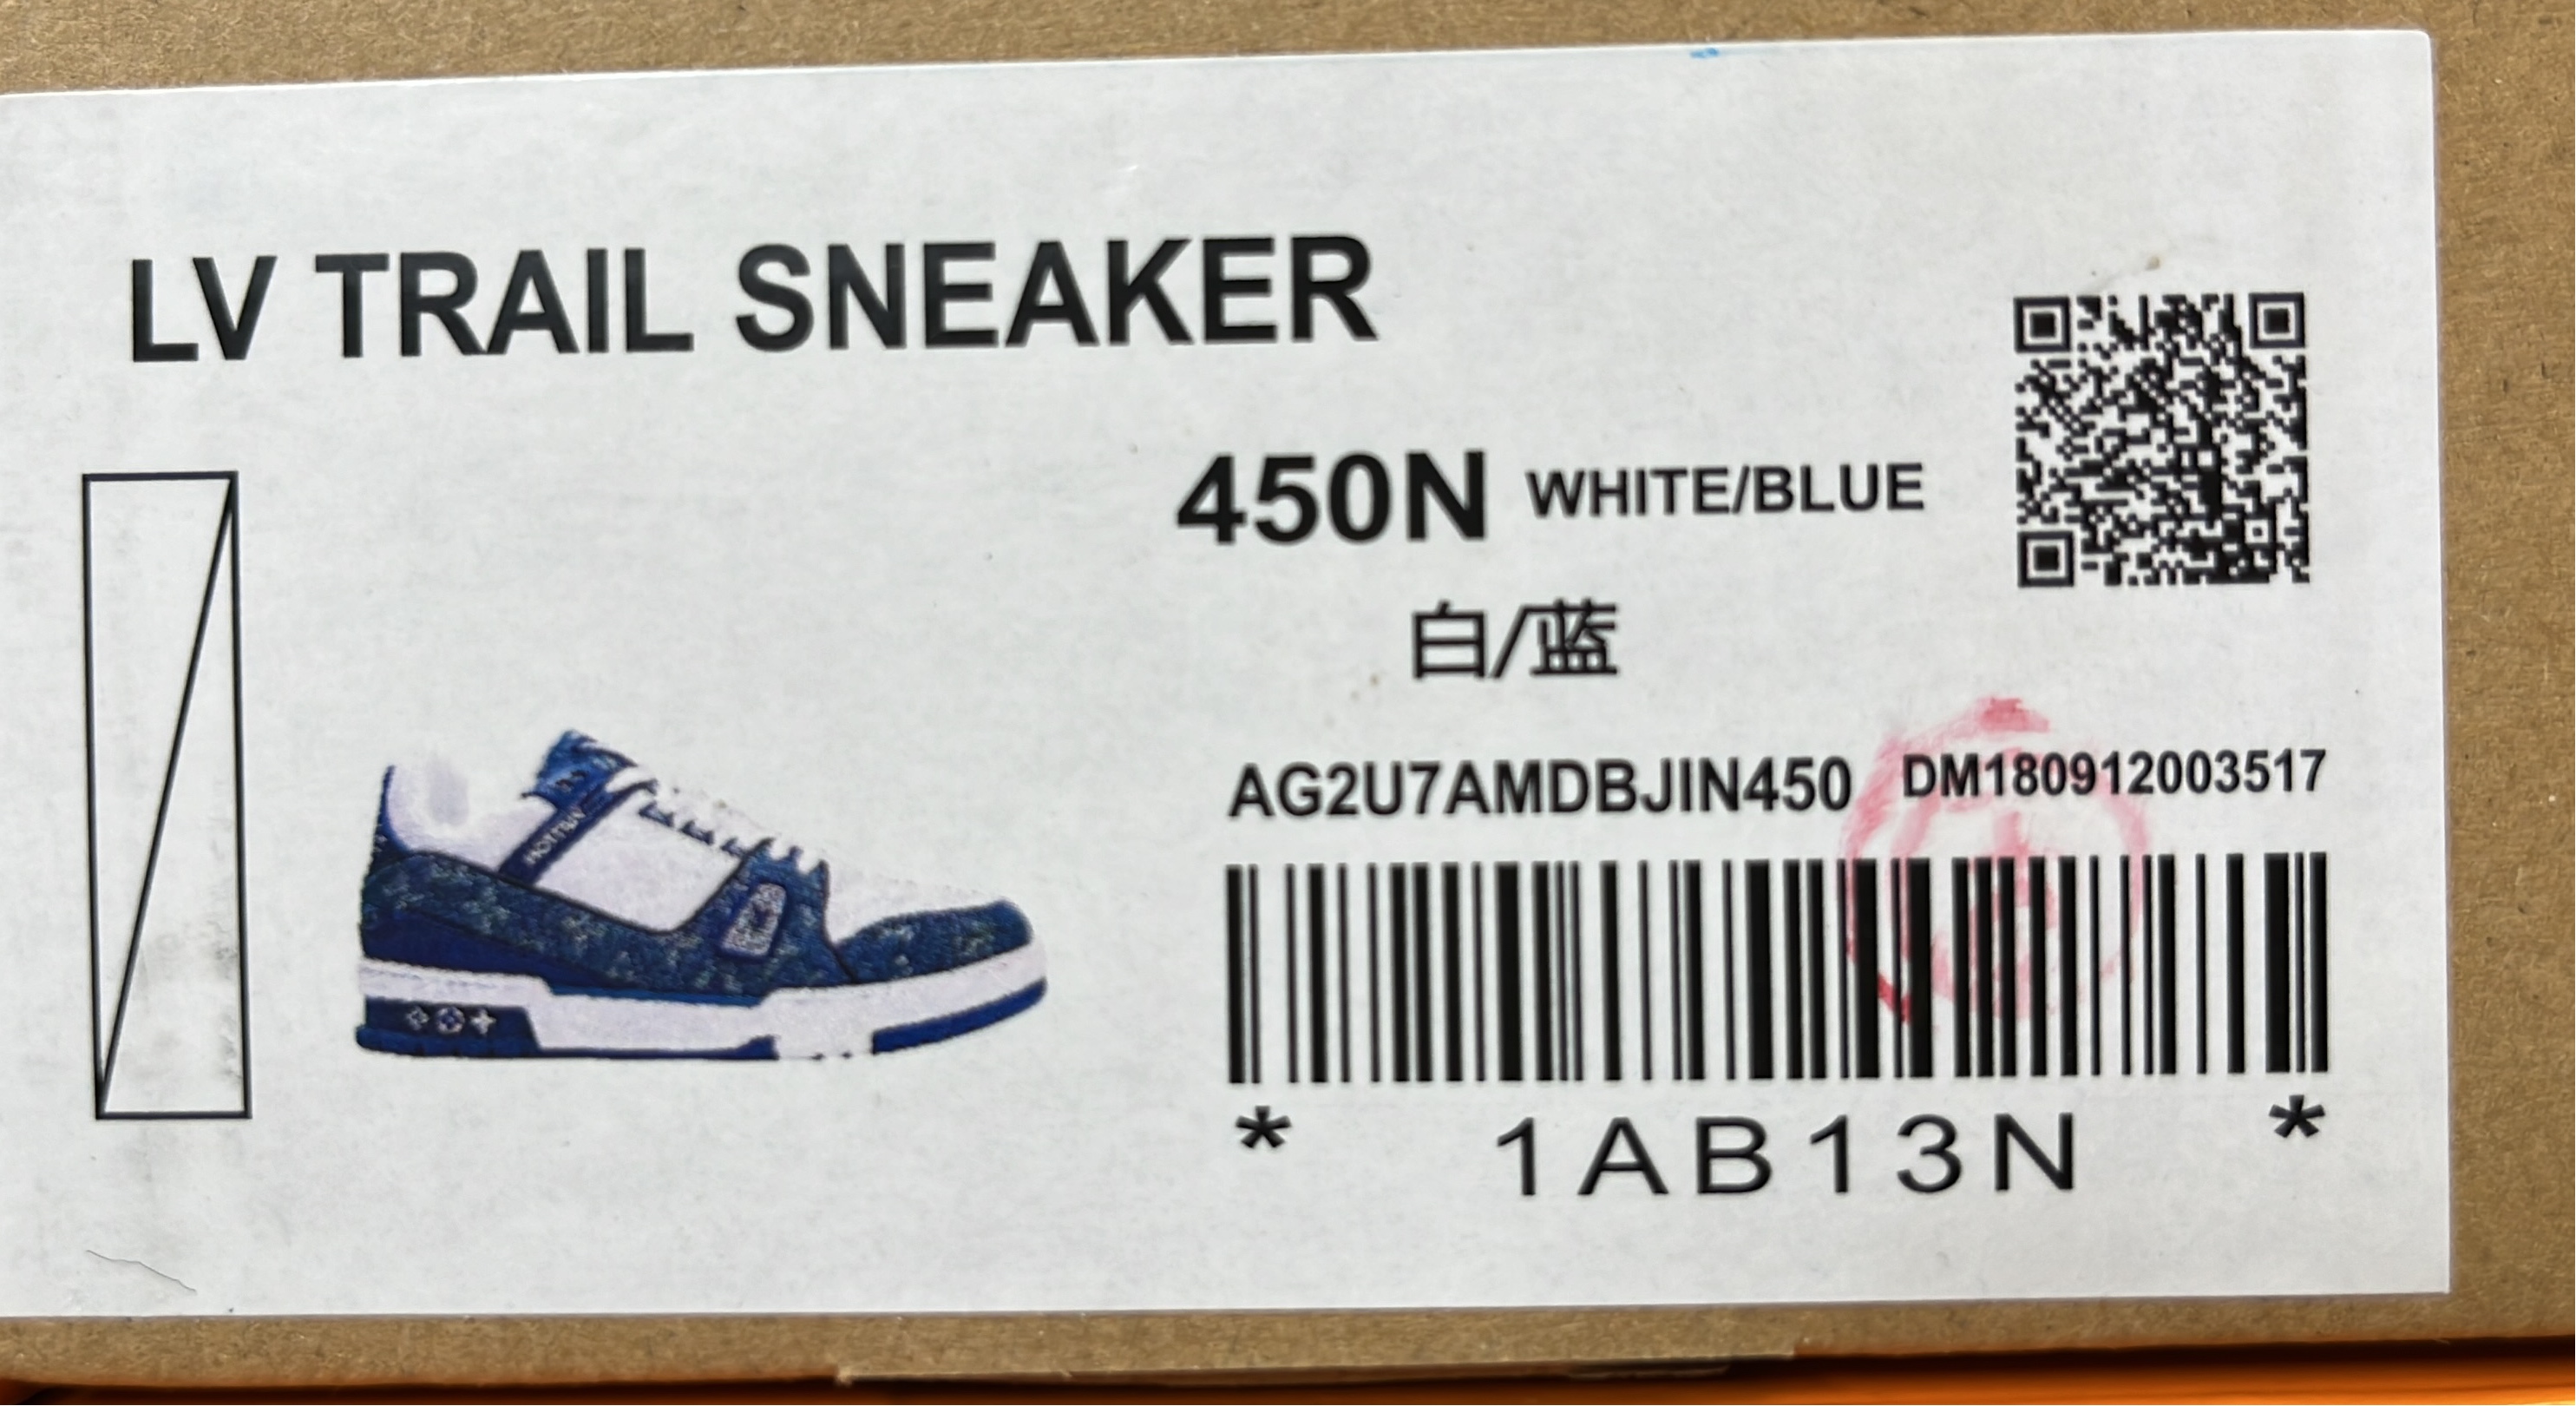 LV TRAIL SNEAKER
450N WHITE/BLUE
白/蓝
AG2U7AMDBJIN450 DM180912003517
* 1AB13N *